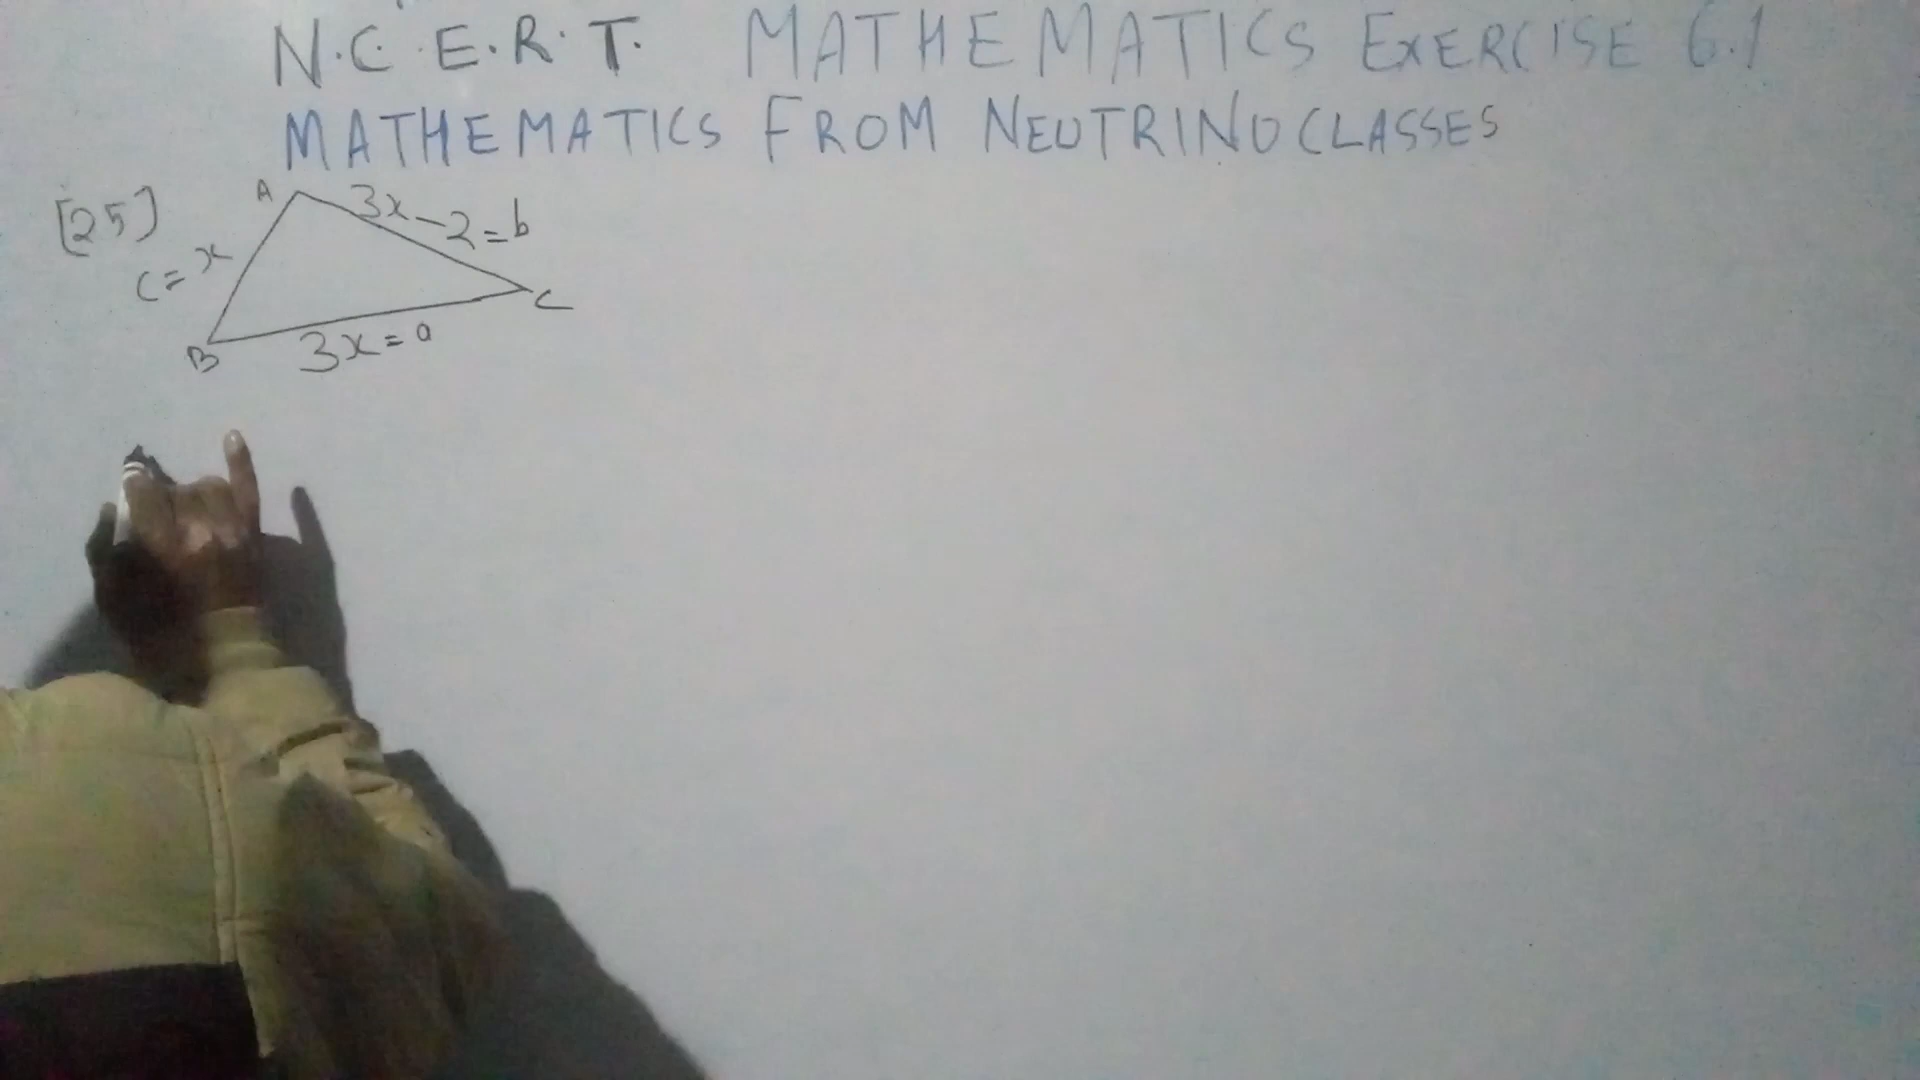 N.C.E.R.T. MATHEMATICS EXERCISE 6.1
MATHEMATICS FROM NEUTRINO CLASSES
[25]
A
3x-2=b
c=x
C
B
3x=a